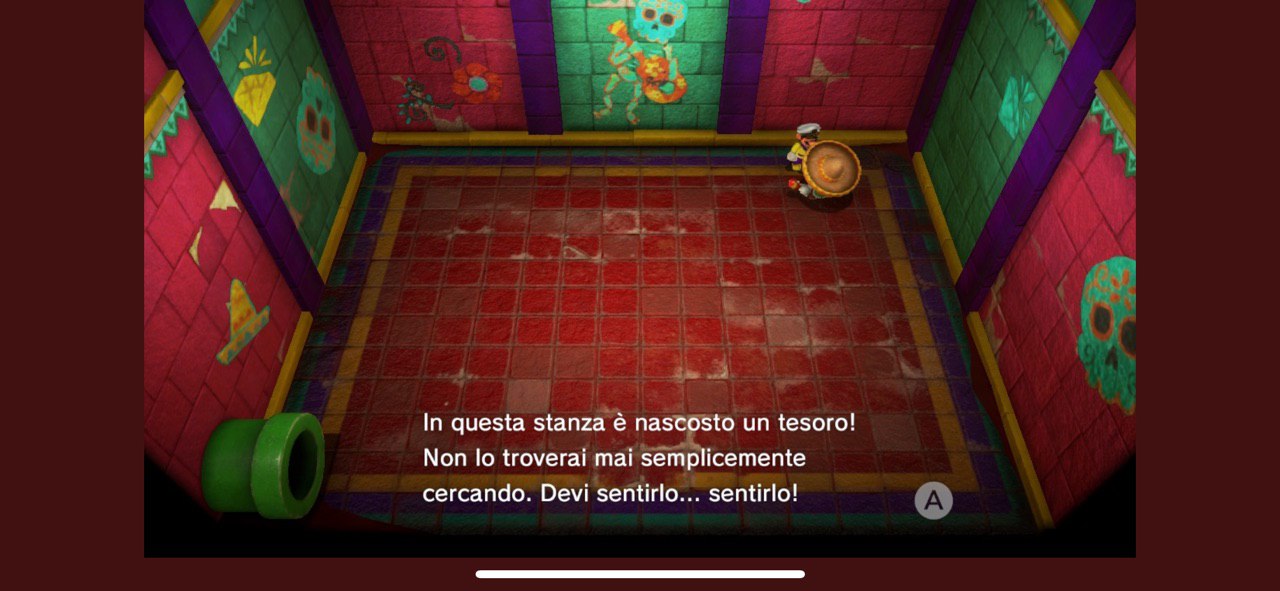 In questa stanza è nascosto un tesoro!
Non lo troverai mai semplicemente
cercando. Devi sentirlo... sentirlo!
A